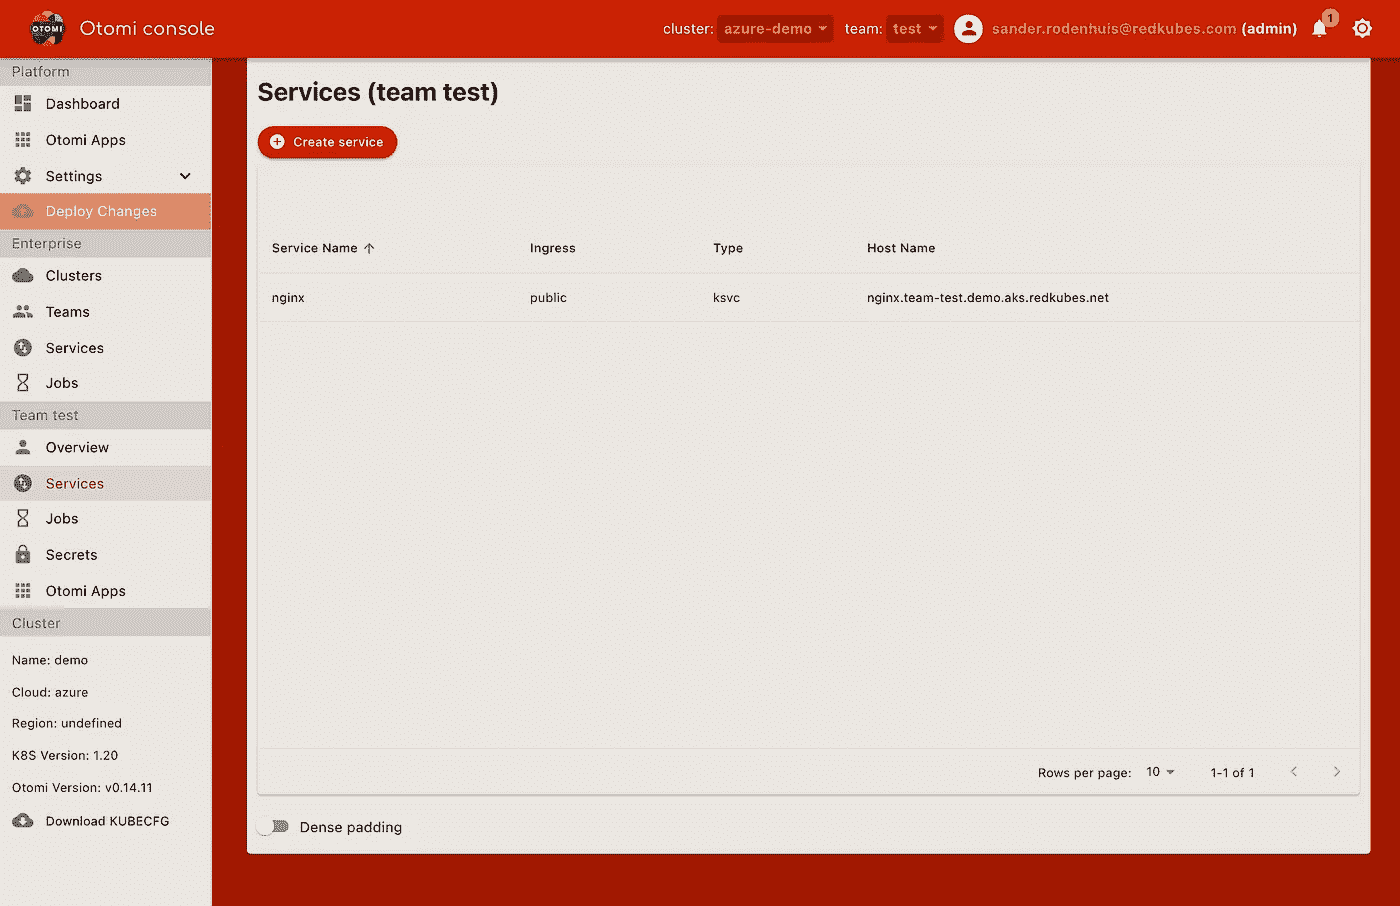 OTOMI
Otomi console
cluster: azure-demo team: test sander.rodenhuis@redkubes.com (admin) 1
Platform
Dashboard
Otomi Apps
Settings
Deploy Changes
Enterprise
Clusters
Teams
Services
Jobs
Team test
Overview
Services
Jobs
Secrets
Otomi Apps
Cluster
Name: demo
Cloud: azure
Region: undefined
K8S Version: 1.20
Otomi Version: v0.14.11
Download KUBECFG
Services (team test)
Create service
Service Name Ingress Type Host Name
nginx public ksvc nginx.team-test.demo.aks.redkubes.net
Rows per page: 10 1-1 of 1
Dense padding